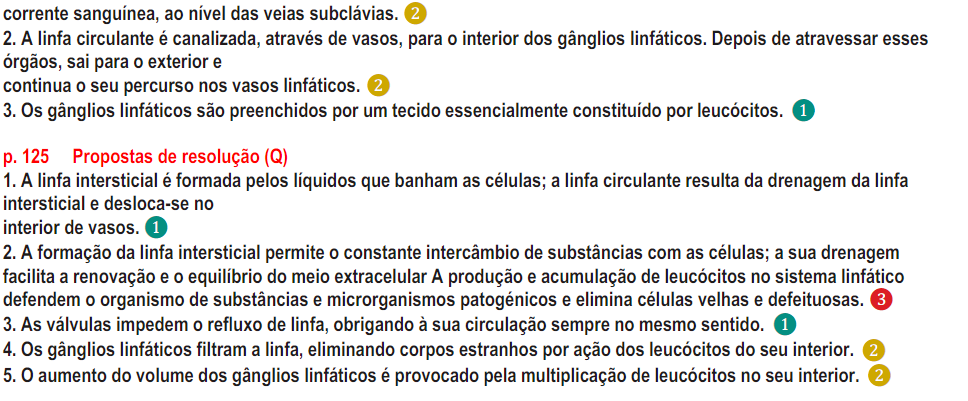 corrente sanguínea, ao nível das veias subclávias. 2
2. A linfa circulante é canalizada, através de vasos, para o interior dos gânglios linfáticos. Depois de atravessar esses
órgãos, sai para o exterior e
continua o seu percurso nos vasos linfáticos. 2
3. Os gânglios linfáticos são preenchidos por um tecido essencialmente constituído por leucócitos. 1
p. 125 Propostas de resolução (Q)
1. A linfa intersticial é formada pelos líquidos que banham as células; a linfa circulante resulta da drenagem da linfa
intersticial e desloca-se no
interior de vasos. 1
2. A formação da linfa intersticial permite o constante intercâmbio de substâncias com as células; a sua drenagem
facilita a renovação e o equilíbrio do meio extracelular A produção e acumulação de leucócitos no sistema linfático
defendem o organismo de substâncias e microrganismos patogénicos e elimina células velhas e defeituosas. 3
3. As válvulas impedem o refluxo de linfa, obrigando à sua circulação sempre no mesmo sentido. 1
4. Os gânglios linfáticos filtram a linfa, eliminando corpos estranhos por ação dos leucócitos do seu interior. 2
5. O aumento do volume dos gânglios linfáticos é provocado pela multiplicação de leucócitos no seu interior. 2